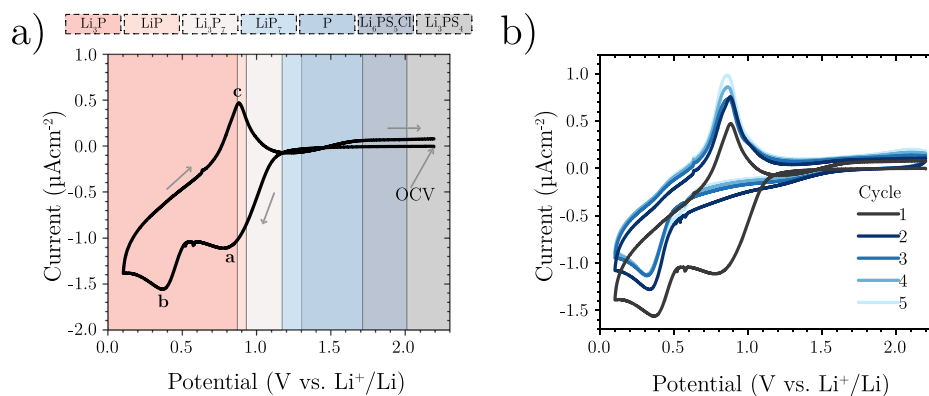 a)
Li₃P LiP Li₃P₇ LiP₇ P Li₆PS₅Cl Li₃PS₄
1.0
0.5
0.0
-0.5
-1.0
-1.5
-2.0
Current (µAcm⁻²)
c
a
b
OCV
0.0 0.5 1.0 1.5 2.0
Potential (V vs. Li⁺/Li)
b)
1.0
0.5
0.0
-0.5
-1.0
-1.5
Current (µAcm⁻²)
Cycle
1
2
3
4
5
0.0 0.5 1.0 1.5 2.0
Potential (V vs. Li⁺/Li)